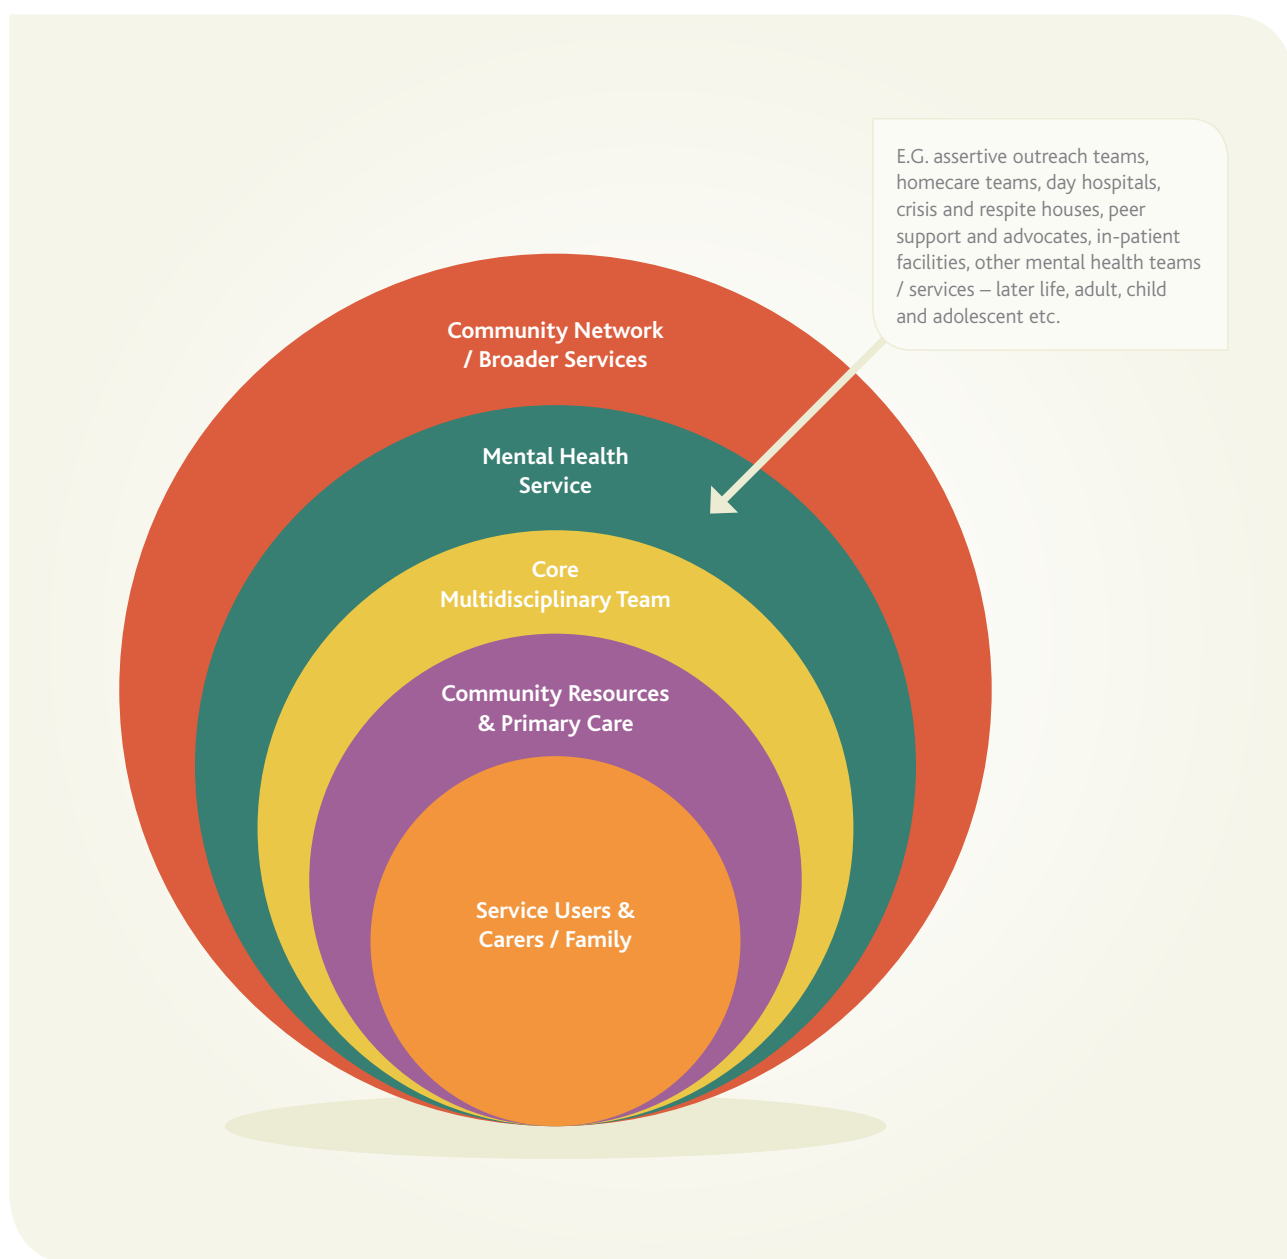 E.G. assertive outreach teams,
homecare teams, day hospitals,
crisis and respite houses, peer
support and advocates, in-patient
facilities, other mental health teams
/ services – later life, adult, child
and adolescent etc.
Community Network
/ Broader Services
Mental Health
Service
Core
Multidisciplinary Team
Community Resources
& Primary Care
Service Users &
Carers / Family